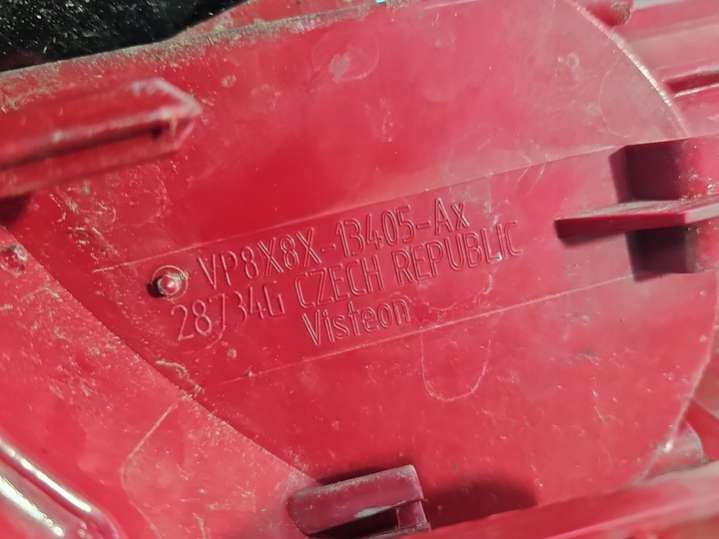 VP8X8X-13405-Ax
28734G CZECH REPUBLIC
Visteon